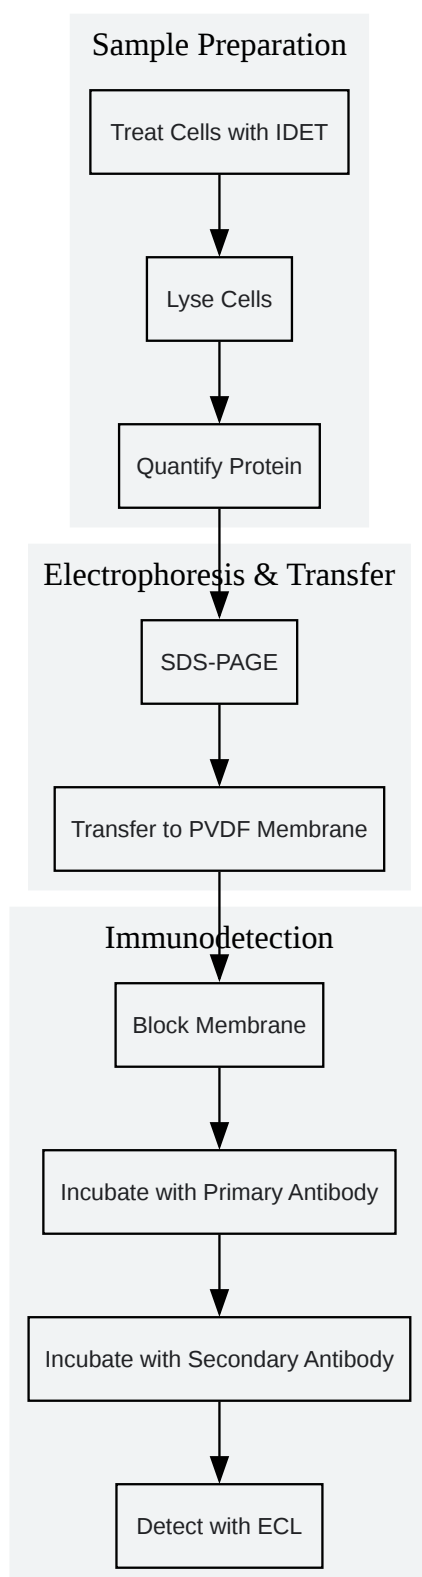 Sample Preparation
Treat Cells with IDET
Lyse Cells
Quantify Protein
Electrophoresis & Transfer
SDS-PAGE
Transfer to PVDF Membrane
Immunodetection
Block Membrane
Incubate with Primary Antibody
Incubate with Secondary Antibody
Detect with ECL